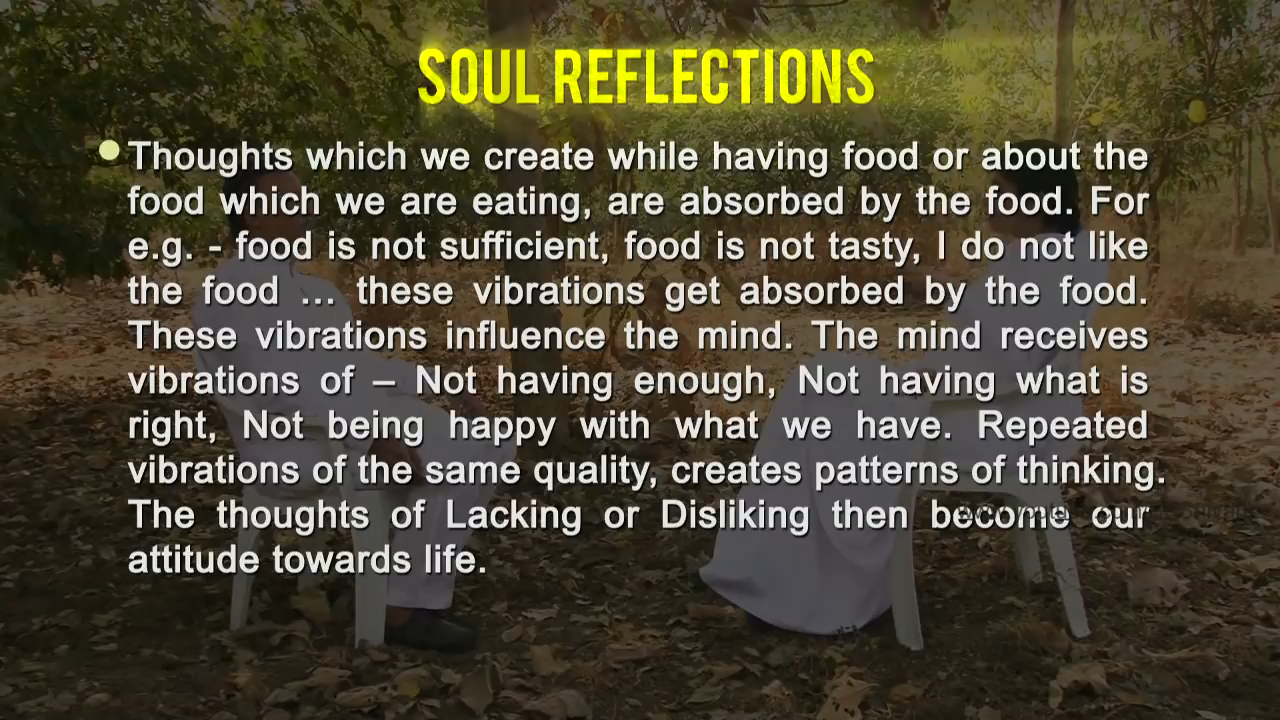 SOUL REFLECTIONS
Thoughts which we create while having food or about the
food which we are eating, are absorbed by the food. For
e.g. - food is not sufficient, food is not tasty, I do not like
the food ... these vibrations get absorbed by the food.
These vibrations influence the mind. The mind receives
vibrations of – Not having enough, Not having what is
right, Not being happy with what we have. Repeated
vibrations of the same quality, creates patterns of thinking.
The thoughts of Lacking or Disliking then become our
attitude towards life.